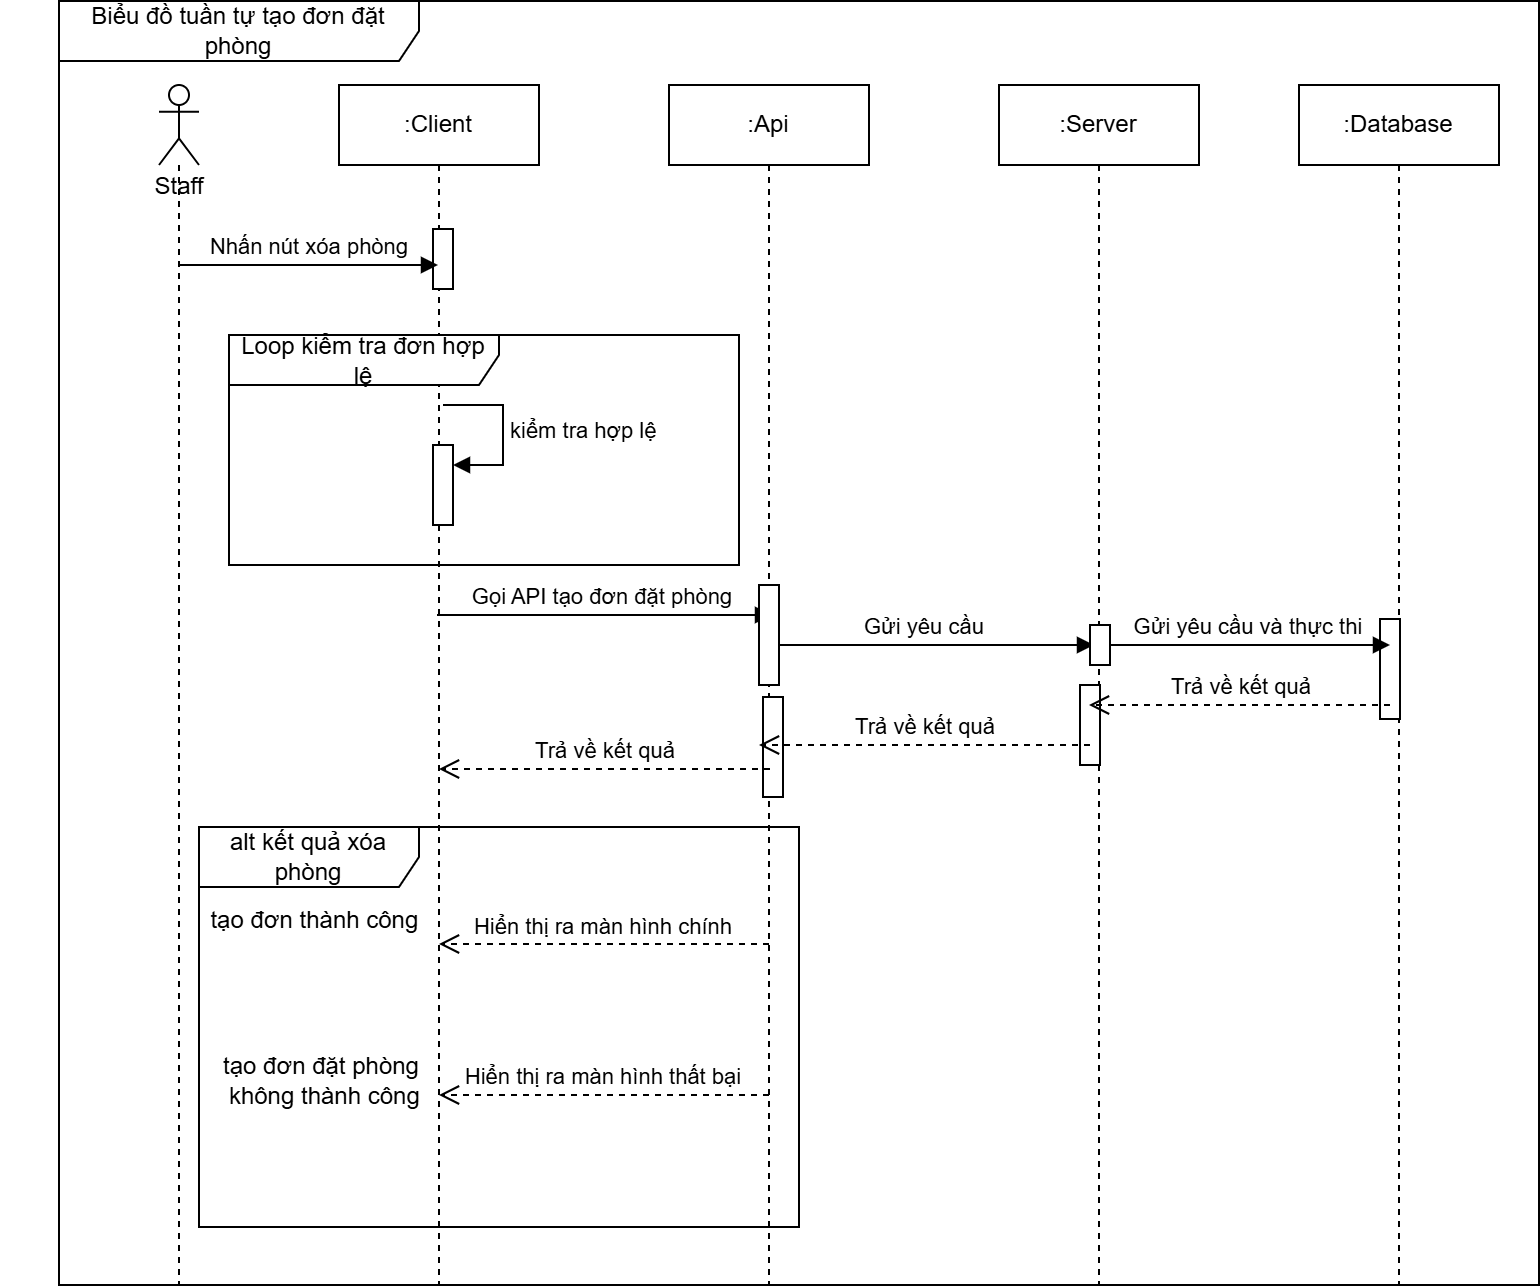 Biểu đồ tuần tự tạo đơn đặt
phòng
:Client
:Api
:Server
:Database
Staff
Nhấn nút xóa phòng
Loop kiểm tra đơn hợp
lệ
kiểm tra hợp lệ
Gọi API tạo đơn đặt phòng
Gửi yêu cầu
Gửi yêu cầu và thực thi
Trả về kết quả
Trả về kết quả
Trả về kết quả
alt kết quả xóa
phòng
tạo đơn thành công
Hiển thị ra màn hình chính
tạo đơn đặt phòng
không thành công
Hiển thị ra màn hình thất bại